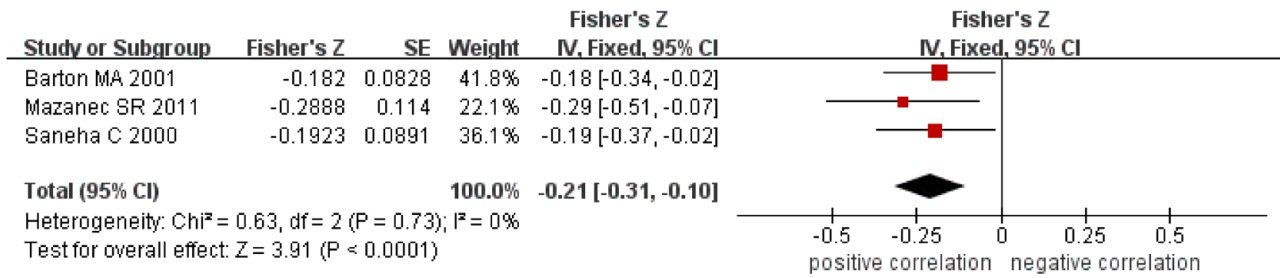 Fisher's Z Fisher's Z
Study or Subgroup Fisher's Z SE Weight IV, Fixed, 95% CI IV, Fixed, 95% CI
Barton MA 2001 -0.182 0.0828 41.8% -0.18 [-0.34, -0.02]
Mazanec SR 2011 -0.2888 0.114 22.1% -0.29 [-0.51, -0.07]
Saneha C 2000 -0.1923 0.0891 36.1% -0.19 [-0.37, -0.02]
Total (95% CI) 100.0% -0.21 [-0.31, -0.10]
Heterogeneity: Chi² = 0.63, df = 2 (P = 0.73); I² = 0%
Test for overall effect: Z = 3.91 (P < 0.0001)
-0.5 -0.25 0 0.25 0.5
positive correlation negative correlation